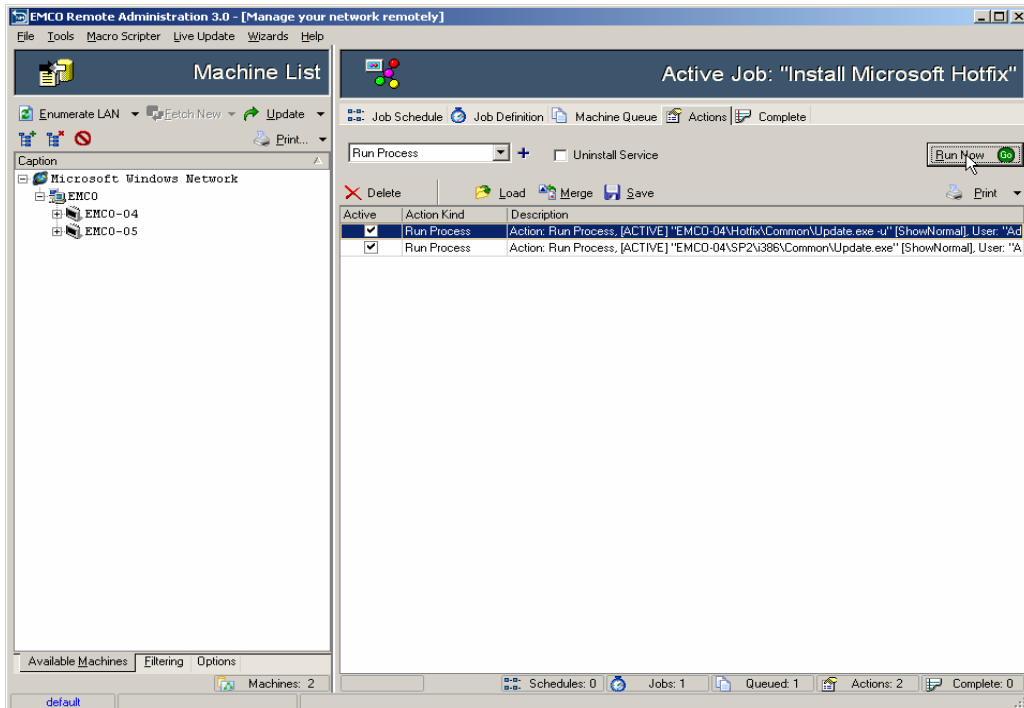 EMCO Remote Administration 3.0 - [Manage your network remotely]
File Tools Macro Scripter Live Update Wizards Help
Machine List
Enumerate LAN Fetch New Update
Print...
Caption
Microsoft Windows Network
EMCO
EMCO-04
EMCO-05
Available Machines Filtering Options
Machines: 2
default
Active Job: "Install Microsoft Hotfix"
Job Schedule Job Definition Machine Queue Actions Complete
Run Process Uninstall Service Run Now Go
Delete Load Merge Save Print
Active Action Kind Description
Run Process Action: Run Process, [ACTIVE] "EMCO-04\Hotfix\Common\Update.exe -u" [ShowNormal], User: "Ad
Run Process Action: Run Process, [ACTIVE] "EMCO-04\SP2\i386\Common\Update.exe" [ShowNormal], User: "A
Schedules: 0 Jobs: 1 Queued: 1 Actions: 2 Complete: 0